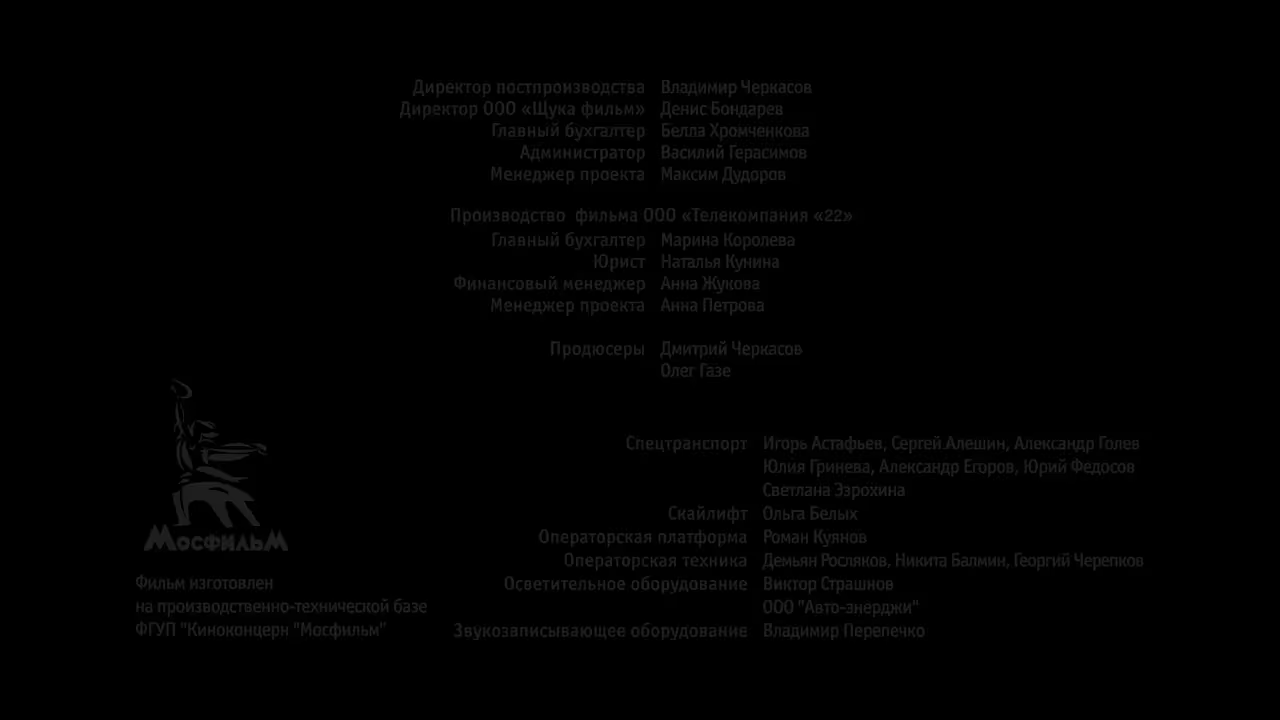 Директор постпроизводства Владимир Черкасов
Директор ООО «Щука фильм» Денис Бондарев
Главный бухгалтер Белла Хромченкова
Администратор Василий Герасимов
Менеджер проекта Максим Дудоров
Производство фильма ООО «Телекомпания «22»
Главный бухгалтер Марина Королева
Юрист Наталья Кунина
Финансовый менеджер Анна Жукова
Менеджер проекта Анна Петрова
Продюсеры Дмитрий Черкасов
Олег Газе
Спецтранспорт Игорь Астафьев, Сергей Алешин, Александр Голев
Юлия Гринева, Александр Егоров, Юрий Федосов
Светлана Эзрохина
Скайлифт Ольга Белых
Операторская платформа Роман Куянов
Операторская техника Демьян Росляков, Никита Балмин, Георгий Черепков
Осветительное оборудование Виктор Страшнов
ООО "Авто-энерджи"
Звукозаписывающее оборудование Владимир Перепечко
Мосфильм
Фильм изготовлен
на производственно-технической базе
ФГУП "Киноконцерн "Мосфильм"